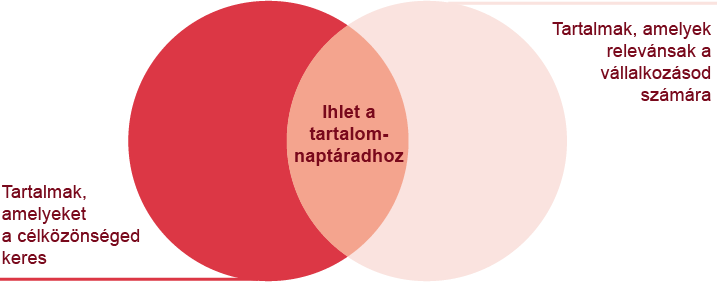 Tartalmak, amelyek
relevánsak a
vállalkozásod
számára
Ihlet a
tartalom-
naptáradhoz
Tartalmak,
amelyeket
a célközönséged
keres